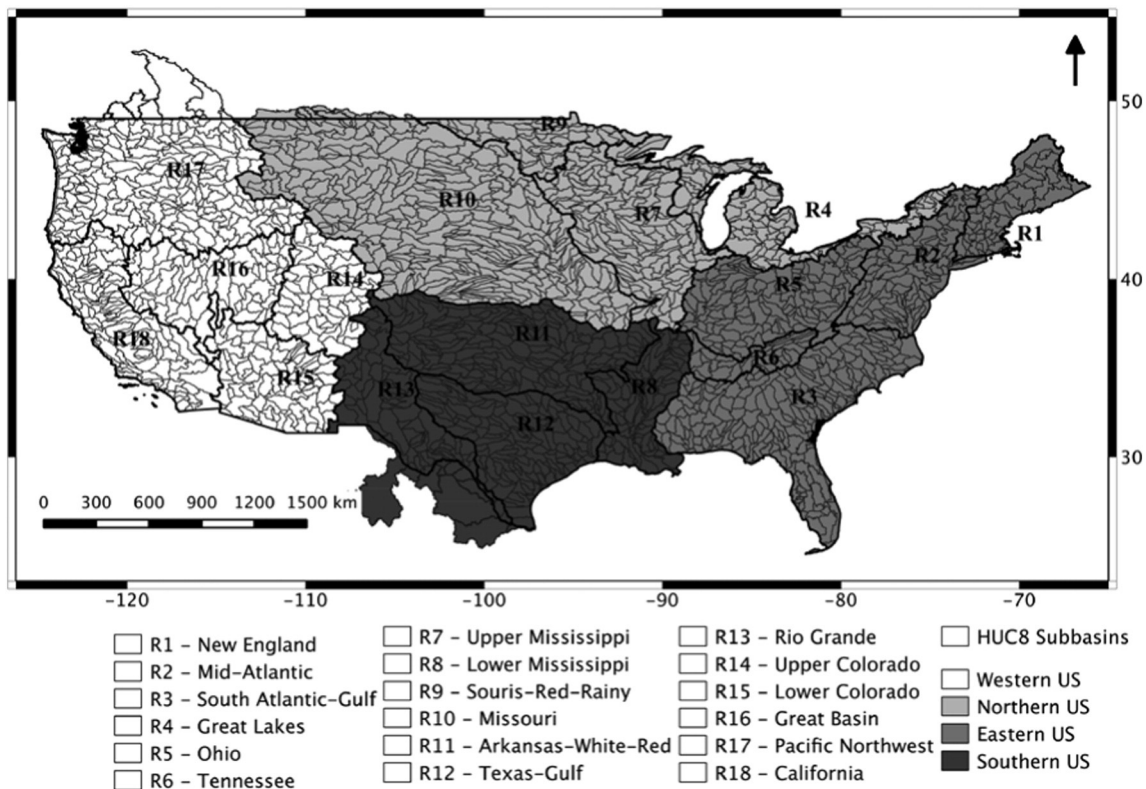 50
R9
R17
R10
R7
R4
R1
R2
R16
R14
R5
40
R11
R18
R6
R15
R13
R8
R3
R12
30
0 300 600 900 1200 1500 km
−120 −110 −100 −90 −80 −70
R1 – New England
R2 – Mid-Atlantic
R3 – South Atlantic-Gulf
R4 – Great Lakes
R5 – Ohio
R6 – Tennessee
R7 – Upper Mississippi
R8 – Lower Mississippi
R9 – Souris-Red-Rainy
R10 – Missouri
R11 – Arkansas-White-Red
R12 – Texas-Gulf
R13 – Rio Grande
R14 – Upper Colorado
R15 – Lower Colorado
R16 – Great Basin
R17 – Pacific Northwest
R18 – California
HUC8 Subbasins
Western US
Northern US
Eastern US
Southern US